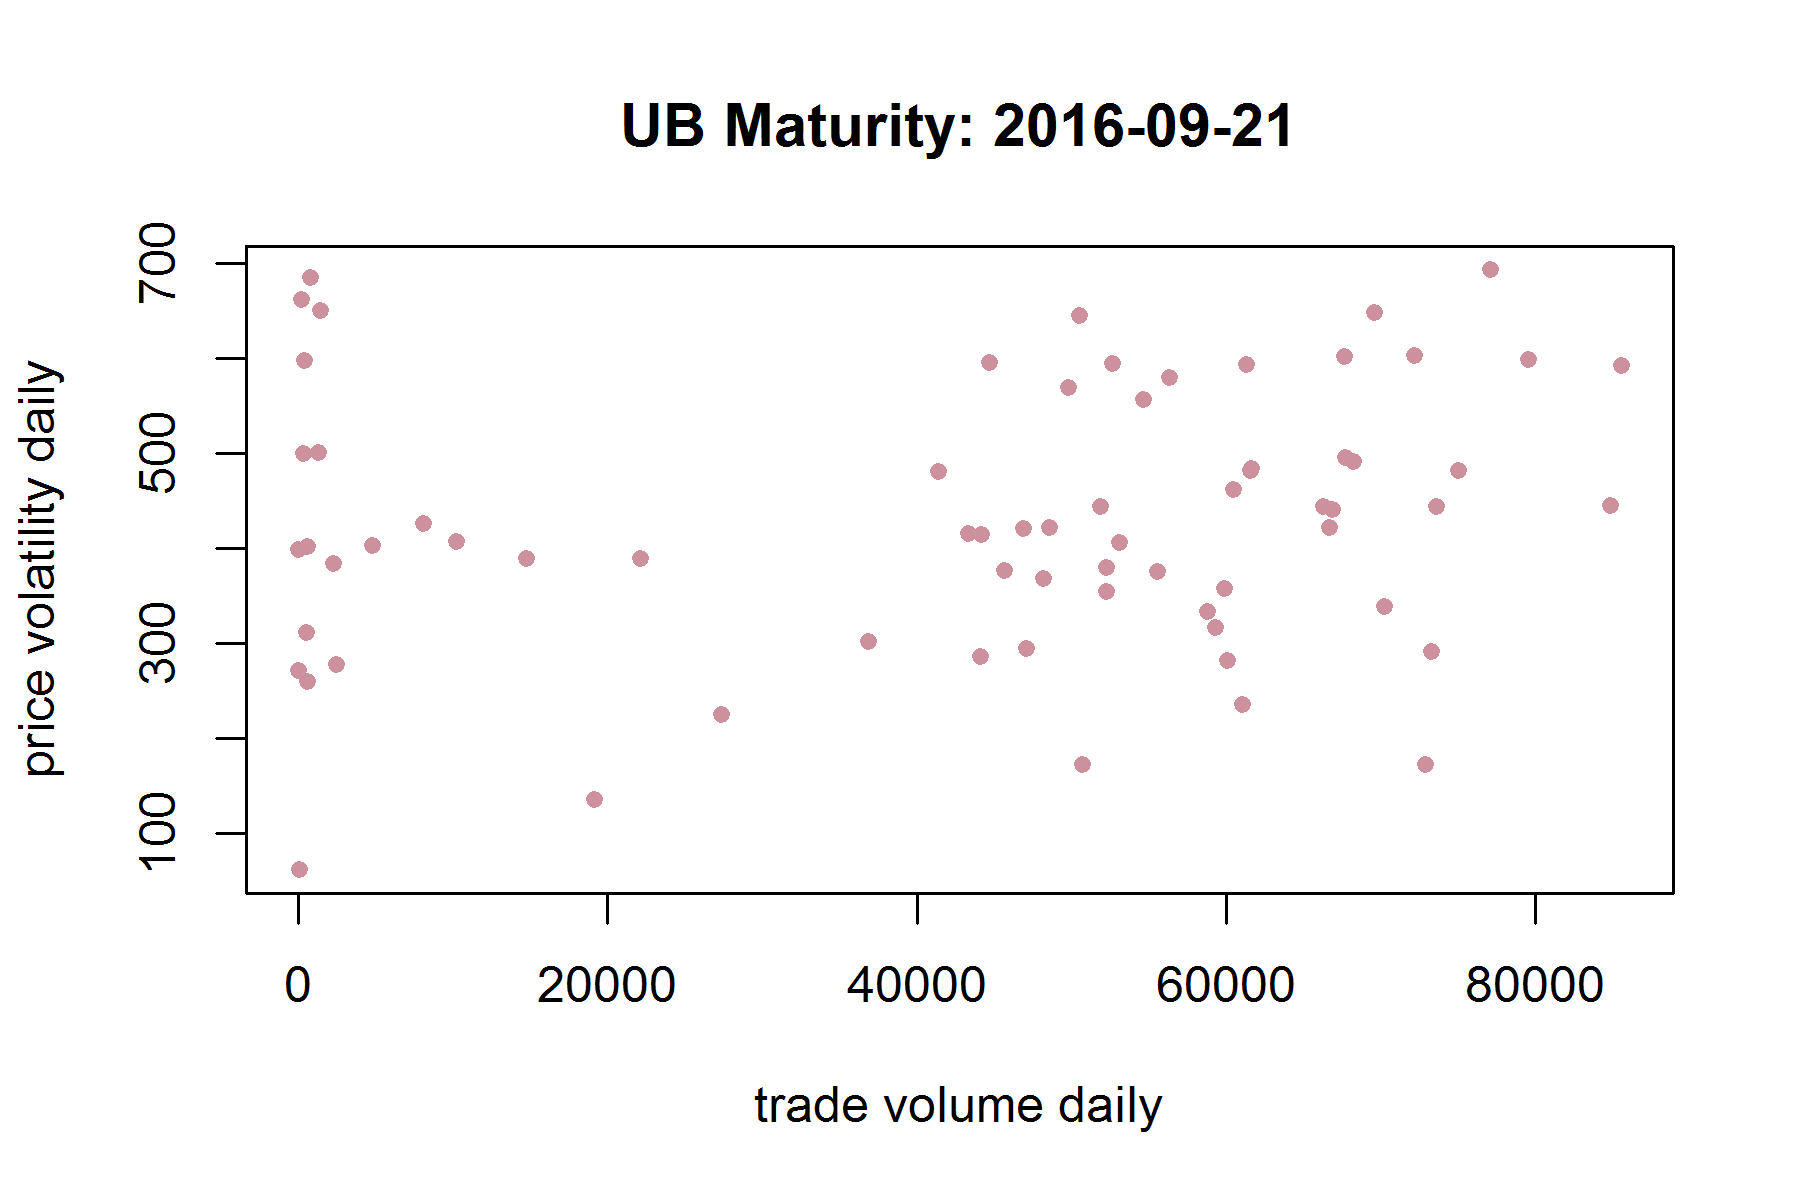 UB Maturity: 2016-09-21
price volatility daily
700
500
300
100
0 20000 40000 60000 80000
trade volume daily